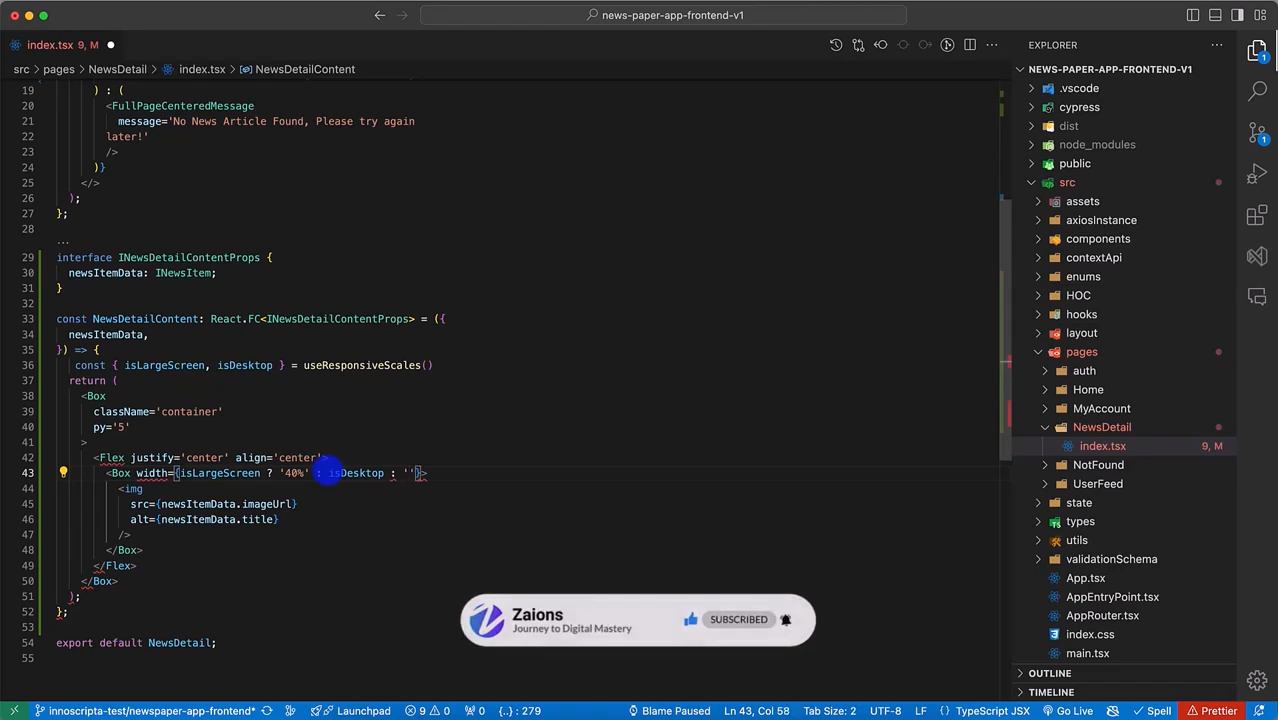 news-paper-app-frontend-v1
index.tsx 9, M
EXPLORER
src
pages
NewsDetail
index.tsx
NewsDetailContent
NEWS-PAPER-APP-FRONTEND-V1
19 ) : (
20 <FullPageCenteredMessage
21 message='No News Article Found, Please try again
22 later!'
23 />
24 )}
25 </>
26 );
27 };
28
...
29 interface INewsDetailContentProps {
30 newsItemData: INewsItem;
31 }
32
33 const NewsDetailContent: React.FC<INewsDetailContentProps> = ({
34 newsItemData,
35 }) => {
36 const { isLargeScreen, isDesktop } = useResponsiveScales()
37 return (
38 <Box
39 className='container'
40 py='5'
41 >
42 <Flex justify='center' align='center'>
43 <Box width={isLargeScreen ? '40%' : isDesktop : ''}>
44 <img
45 src={newsItemData.imageUrl}
46 alt={newsItemData.title}
47 />
48 </Box>
49 </Flex>
50 </Box>
51 );
52 };
53
54 export default NewsDetail;
55
.vscode
cypress
dist
node_modules
public
src
assets
axiosInstance
components
contextApi
enums
HOC
hooks
layout
pages
auth
Home
MyAccount
NewsDetail
index.tsx 9, M
NotFound
UserFeed
state
types
utils
validationSchema
App.tsx
AppEntryPoint.tsx
AppRouter.tsx
index.css
main.tsx
OUTLINE
TIMELINE
1
1
Zaions
Journey to Digital Mastery
SUBSCRIBED
innoscripta-test/newspaper-app-frontend*
Launchpad
9
0
0
: 279
Blame Paused
Ln 43, Col 58
Tab Size: 2
UTF-8
LF
TypeScript JSX
Go Live
Spell
Prettier